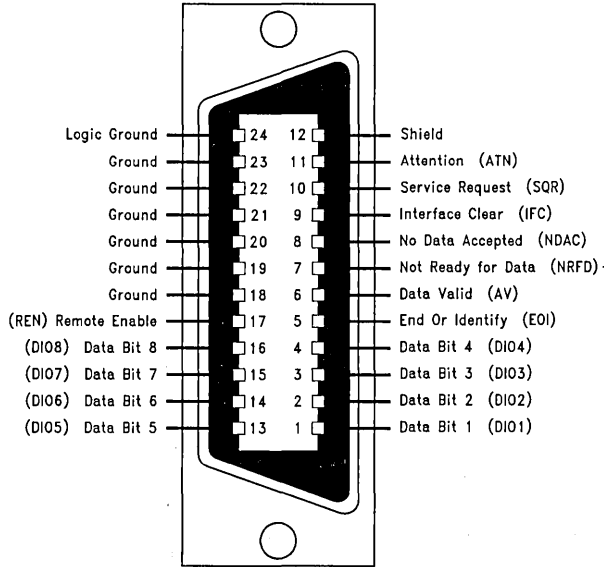 Logic Ground 24 12 Shield
Ground 23 11 Attention (ATN)
Ground 22 10 Service Request (SQR)
Ground 21 9 Interface Clear (IFC)
Ground 20 8 No Data Accepted (NDAC)
Ground 19 7 Not Ready for Data (NRFD)
Ground 18 6 Data Valid (AV)
(REN) Remote Enable 17 5 End Or Identify (EOI)
(DIO8) Data Bit 8 16 4 Data Bit 4 (DIO4)
(DIO7) Data Bit 7 15 3 Data Bit 3 (DIO3)
(DIO6) Data Bit 6 14 2 Data Bit 2 (DIO2)
(DIO5) Data Bit 5 13 1 Data Bit 1 (DIO1)